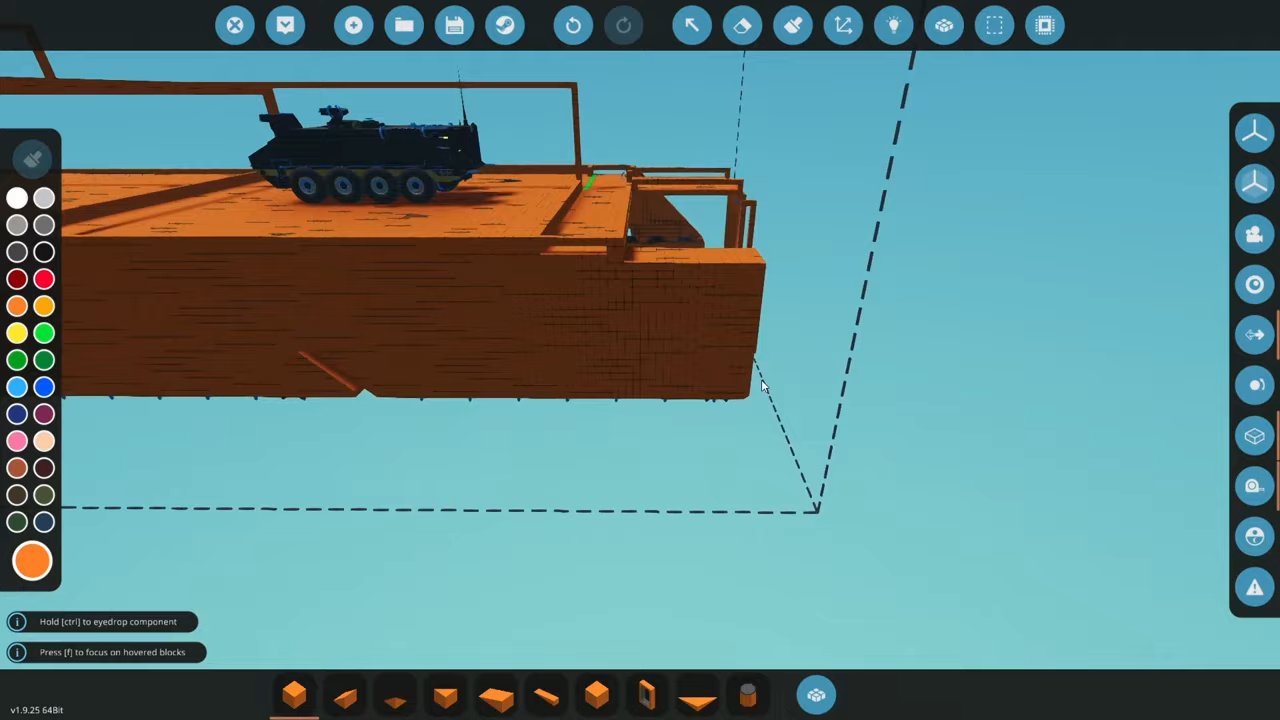 Hold [ctrl] to eyedrop component
Press [f] to focus on hovered blocks
v1.9.25 64Bit